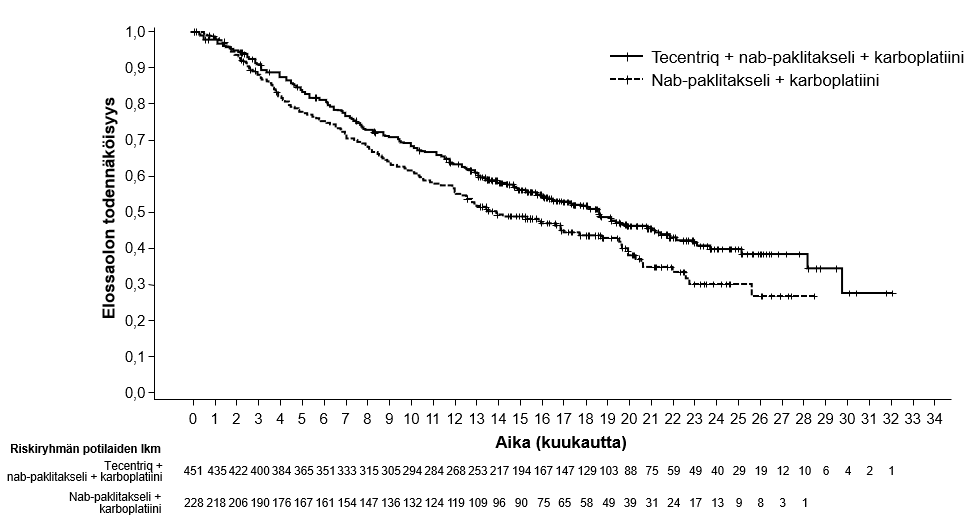 1,0
0,9
0,8
0,7
0,6
0,5
0,4
0,3
0,2
0,1
0,0
Elossaolon todennäköisyys
Tecentriq + nab-paklitakseli + karboplatiini
Nab-paklitakseli + karboplatiini
0 1 2 3 4 5 6 7 8 9 10 11 12 13 14 15 16 17 18 19 20 21 22 23 24 25 26 27 28 29 30 31 32 33 34
Aika (kuukautta)
Riskiryhmän potilaiden lkm
Tecentriq +
nab-paklitakseli + karboplatiini
451 435 422 400 384 365 351 333 315 305 294 284 268 253 217 194 167 147 129 103 88 75 59 49 40 29 19 12 10 6 4 2 1
Nab-paklitakseli +
karboplatiini
228 218 206 190 176 167 161 154 147 136 132 124 119 109 96 90 75 65 58 49 39 31 24 17 13 9 8 3 1